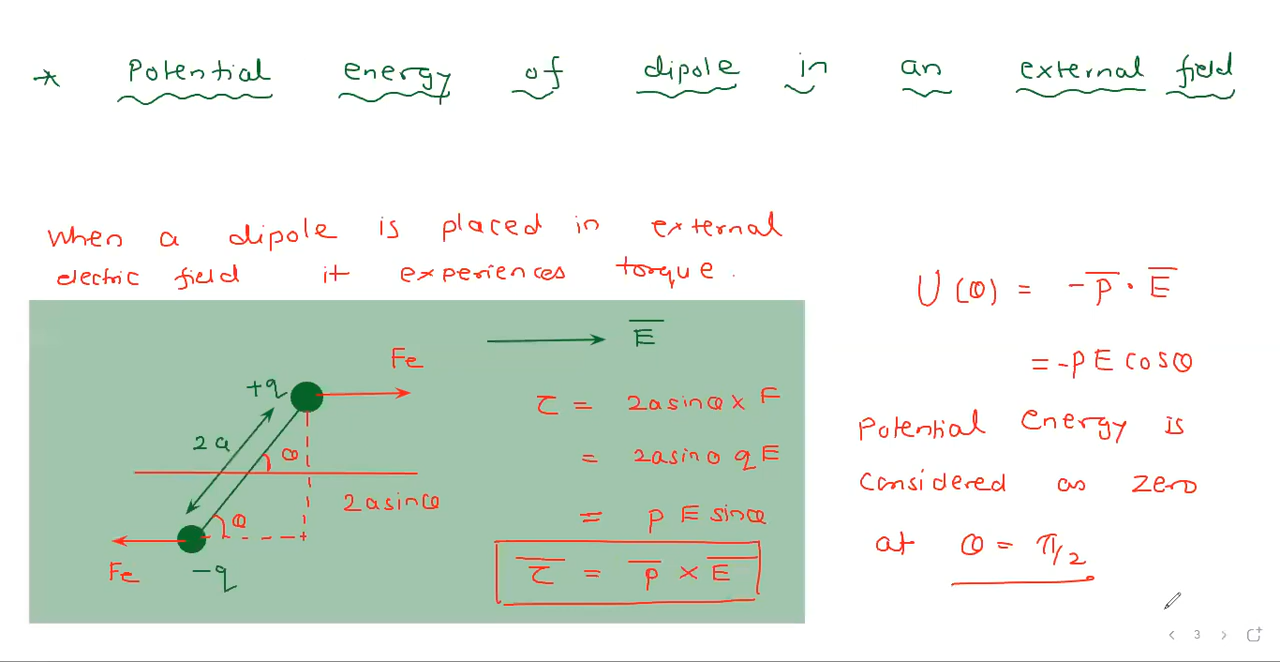 * Potential energy of dipole in an external field
When a dipole is placed in external
electric field it experiences torque.
E̅
Fe
+q
2a
θ
2a sinθ
θ
Fe
-q
τ = 2a sinθ × F
= 2a sinθ qE
= p E sinθ
τ̅ = p̅ × E̅
U(θ) = -p̅ · E̅
= -pE cosθ
Potential Energy is
considered as zero
at θ = π/2
3